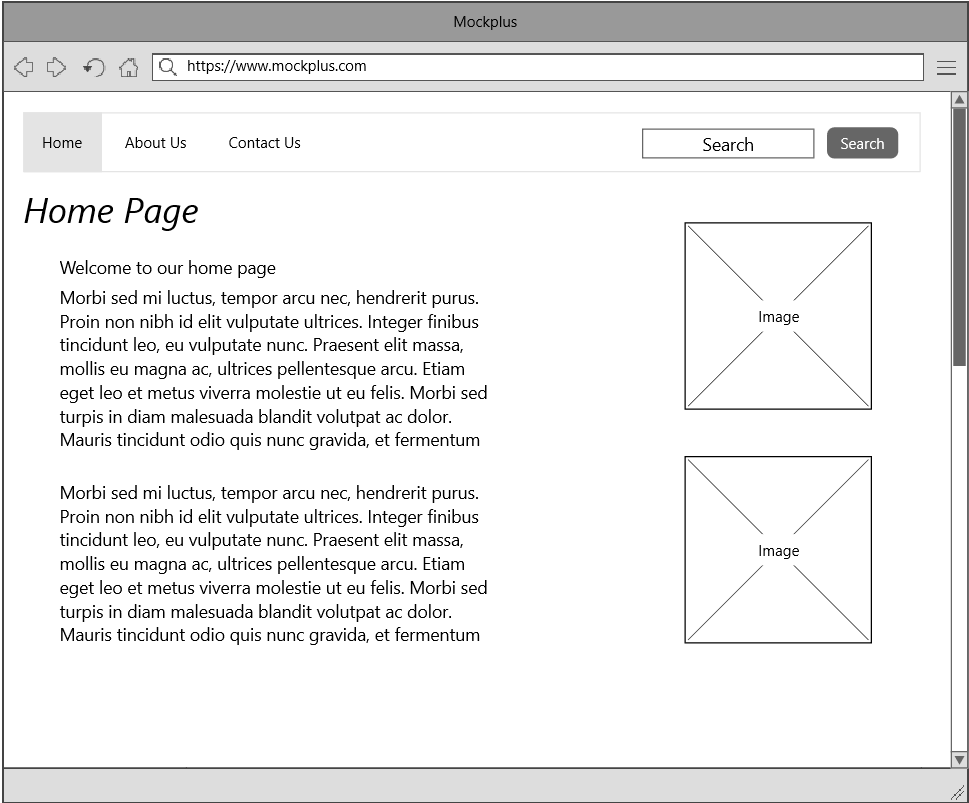 Mockplus
https://www.mockplus.com
Home About Us Contact Us Search Search
Home Page
Welcome to our home page
Morbi sed mi luctus, tempor arcu nec, hendrerit purus.
Proin non nibh id elit vulputate ultrices. Integer finibus
tincidunt leo, eu vulputate nunc. Praesent elit massa,
mollis eu magna ac, ultrices pellentesque arcu. Etiam
eget leo et metus viverra molestie ut eu felis. Morbi sed
turpis in diam malesuada blandit volutpat ac dolor.
Mauris tincidunt odio quis nunc gravida, et fermentum
Image
Morbi sed mi luctus, tempor arcu nec, hendrerit purus.
Proin non nibh id elit vulputate ultrices. Integer finibus
tincidunt leo, eu vulputate nunc. Praesent elit massa,
mollis eu magna ac, ultrices pellentesque arcu. Etiam
eget leo et metus viverra molestie ut eu felis. Morbi sed
turpis in diam malesuada blandit volutpat ac dolor.
Mauris tincidunt odio quis nunc gravida, et fermentum
Image